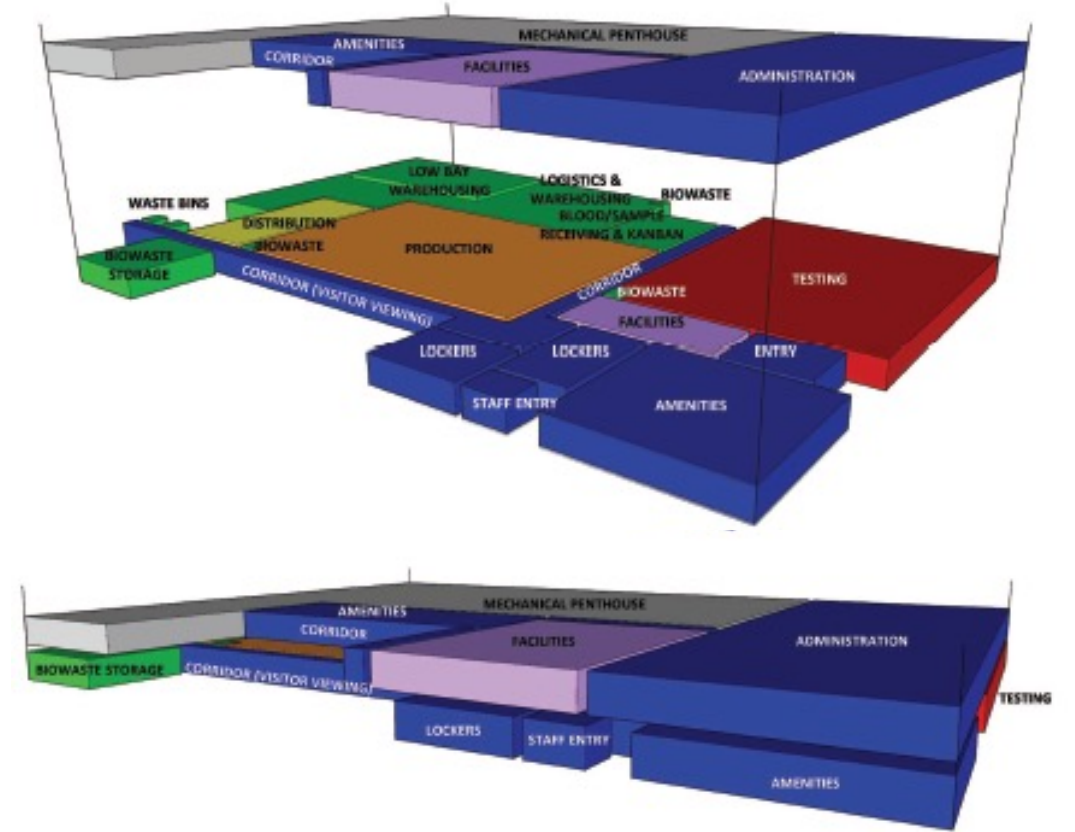 MECHANICAL PENTHOUSE
AMENITIES
CORRIDOR
FACILITIES
ADMINISTRATION
LOW BAY
WAREHOUSING
LOGISTICS &
WAREHOUSING
BIOWASTE
WASTE BINS
BLOOD/SAMPLE
RECEIVING & KANBAN
DISTRIBUTION
BIOWASTE
PRODUCTION
BIOWASTE
STORAGE
CORRIDOR (VISITOR VIEWING)
CORRIDOR
TESTING
BIOWASTE
FACILITIES
LOCKERS
LOCKERS
ENTRY
STAFF ENTRY
AMENITIES
MECHANICAL PENTHOUSE
AMENITIES
CORRIDOR
FACILITIES
ADMINISTRATION
BIOWASTE STORAGE
CORRIDOR (VISITOR VIEWING)
TESTING
LOCKERS
STAFF ENTRY
AMENITIES